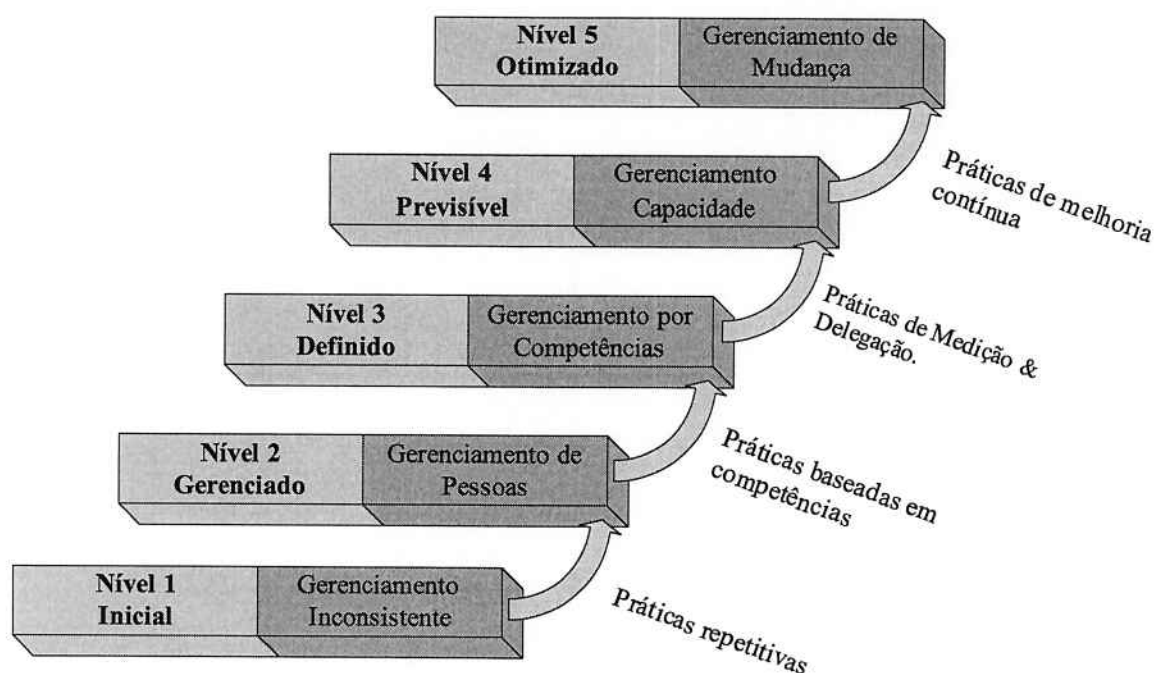 Nível 5
Otimizado
Gerenciamento de
Mudança
Nível 4
Previsível
Gerenciamento
Capacidade
Práticas de melhoria
contínua
Nível 3
Definido
Gerenciamento por
Competências
Práticas de Medição &
Delegação.
Nível 2
Gerenciado
Gerenciamento de
Pessoas
Práticas baseadas em
competências
Nível 1
Inicial
Gerenciamento
Inconsistente
Práticas repetitivas